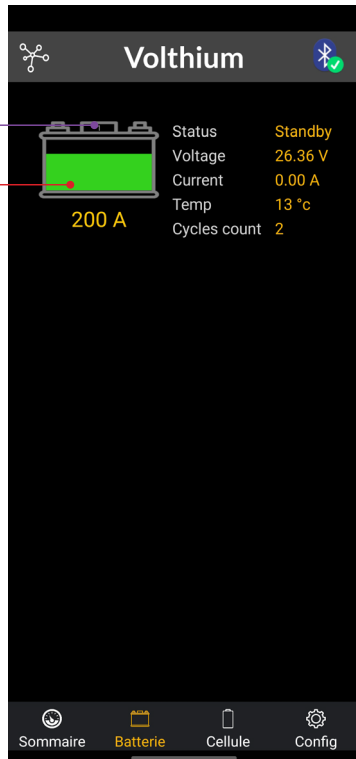 Volthium
Status Standby
Voltage 26.36 V
Current 0.00 A
Temp 13 °c
Cycles count 2
200 A
Sommaire Batterie Cellule Config